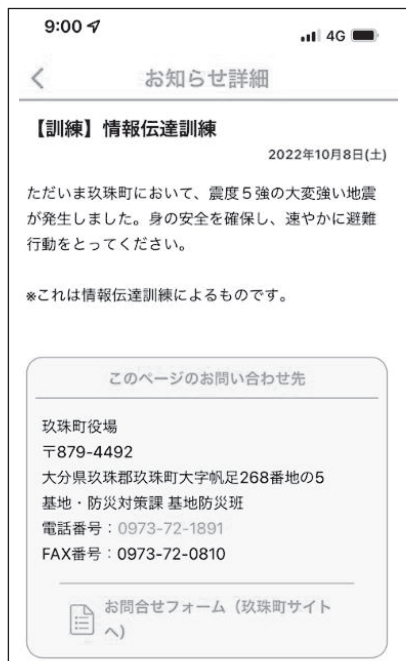 9:00
4G
お知らせ詳細
【訓練】情報伝達訓練
2022年10月8日(土)
ただいま玖珠町において、震度5強の大変強い地震
が発生しました。身の安全を確保し、速やかに避難
行動をとってください。
※これは情報伝達訓練によるものです。
このページのお問い合わせ先
玖珠町役場
〒879-4492
大分県玖珠郡玖珠町大字帆足268番地の5
基地・防災対策課 基地防災班
電話番号：0973-72-1891
FAX番号：0973-72-0810
お問合せフォーム（玖珠町サイト
へ）